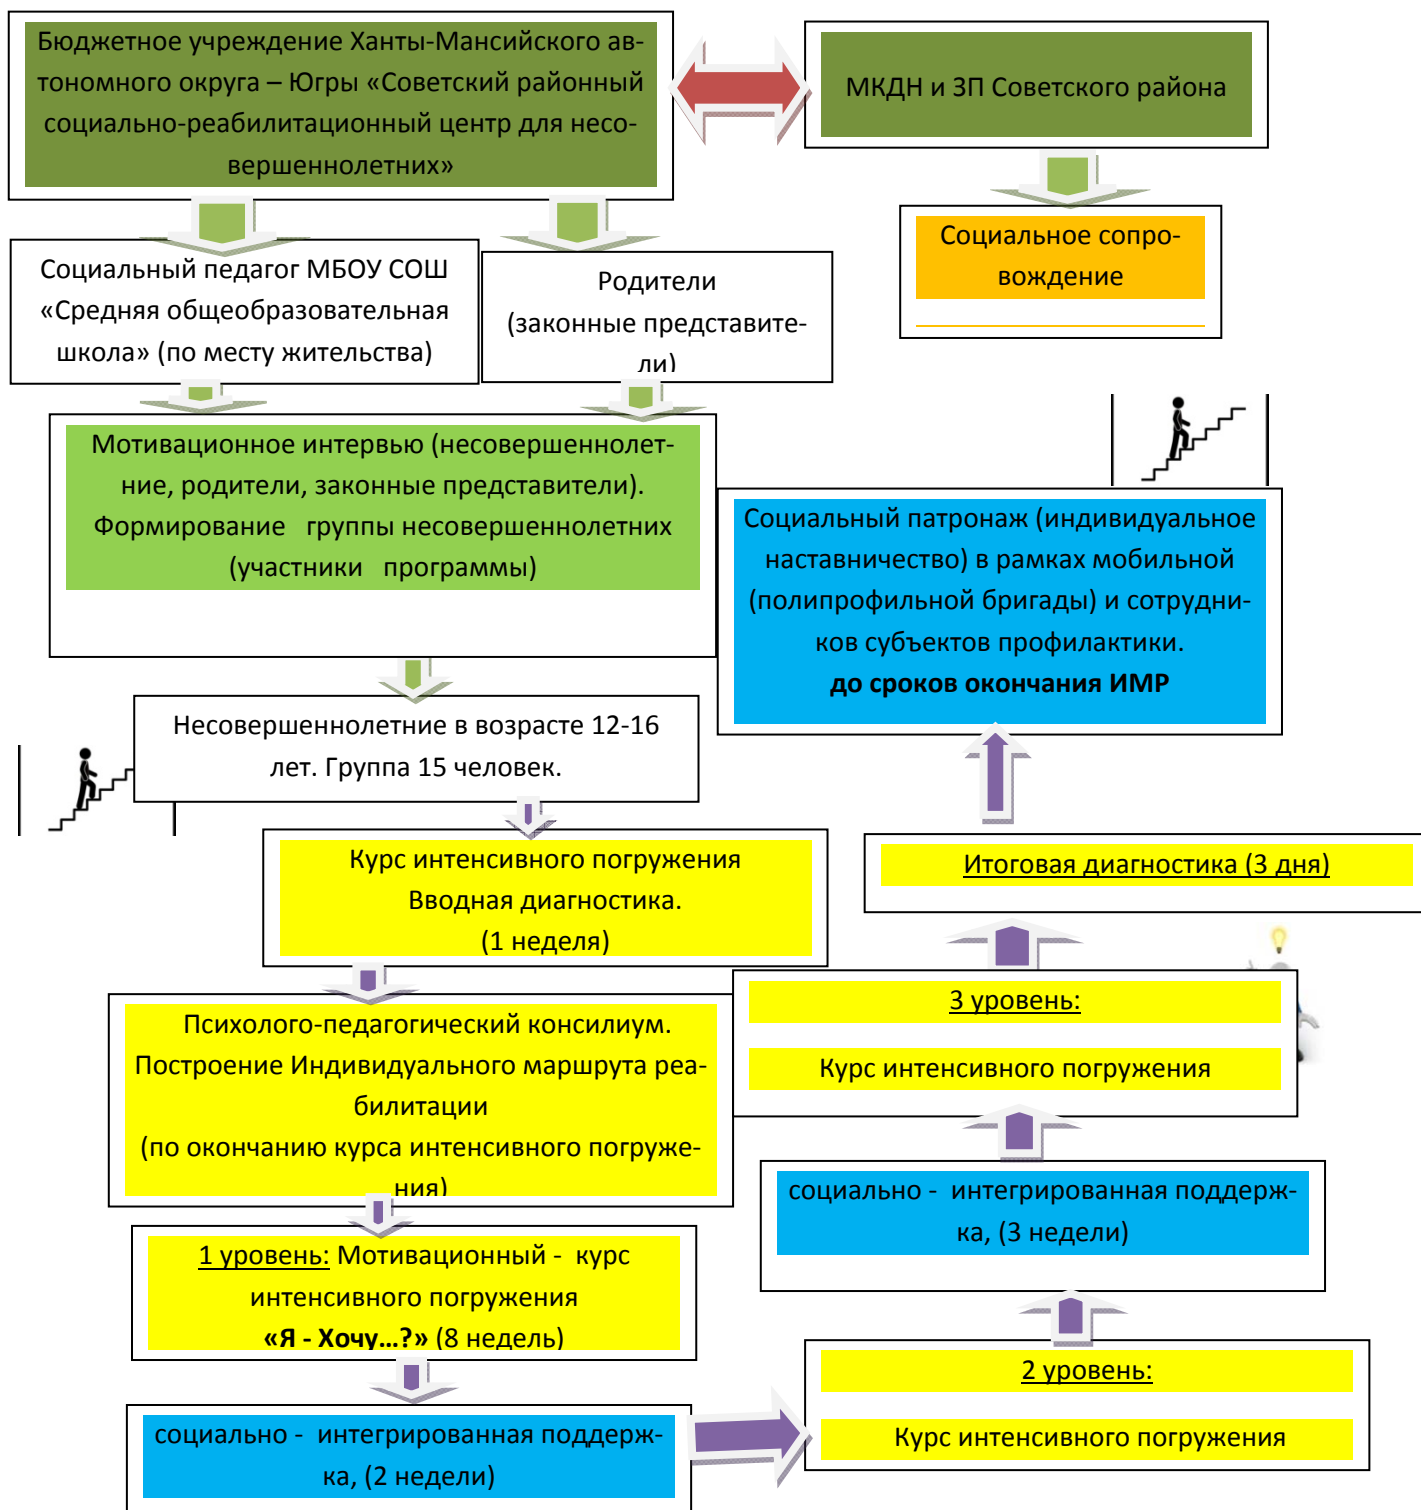 Бюджетное учреждение Ханты-Мансийского ав-
тономного округа – Югры «Советский районный
социально-реабилитационный центр для несо-
вершеннолетних»
МКДН и ЗП Советского района
Социальное сопро-
вождение
Социальный педагог МБОУ СОШ
«Средняя общеобразовательная
школа» (по месту жительства)
Родители
(законные представите-
ли)
Мотивационное интервью (несовершеннолет-
ние, родители, законные представители).
Формирование группы несовершеннолетних
(участники программы)
Социальный патронаж (индивидуальное
наставничество) в рамках мобильной
(полипрофильной бригады) и сотрудни-
ков субъектов профилактики.
до сроков окончания ИМР
Несовершеннолетние в возрасте 12-16
лет. Группа 15 человек.
Курс интенсивного погружения
Вводная диагностика.
(1 неделя)
Итоговая диагностика (3 дня)
Психолого-педагогический консилиум.
Построение Индивидуального маршрута реа-
билитации
(по окончанию курса интенсивного погруже-
ния)
3 уровень:
Курс интенсивного погружения
социально - интегрированная поддерж-
ка, (3 недели)
1 уровень: Мотивационный - курс
интенсивного погружения
«Я - Хочу…?» (8 недель)
2 уровень:
Курс интенсивного погружения
социально - интегрированная поддерж-
ка, (2 недели)